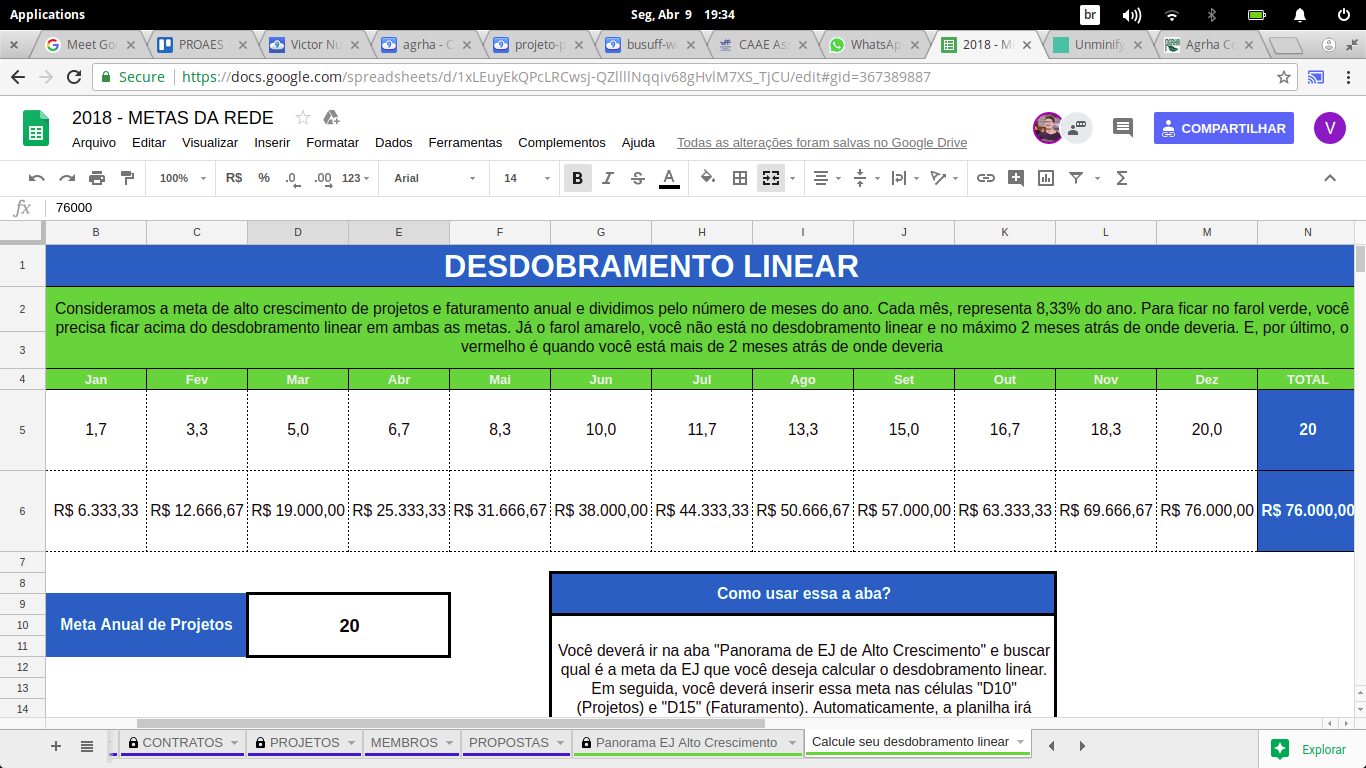 Applications
Seg, Abr 9 19:34
br
Meet Go
PROAES
Victor Nu
agrha - C
projeto-p
busuff-w
CAAE As
WhatsAp
2018 - M
Unminify
Agrha Co
Secure
https://docs.google.com/spreadsheets/d/1xLEuyEkQPcLRCwsj-QZllllNqqiv68gHvlM7XS_TjCU/edit#gid=367389887
2018 - METAS DA REDE
Arquivo Editar Visualizar Inserir Formatar Dados Ferramentas Complementos Ajuda
Todas as alterações foram salvas no Google Drive
COMPARTILHAR
V
100% R$ % .0 .00 123 Arial 14 B I S A
fx 76000
B C D E F G H I J K L M N
1 DESDOBRAMENTO LINEAR
2 Consideramos a meta de alto crescimento de projetos e faturamento anual e dividimos pelo número de meses do ano. Cada mês, representa 8,33% do ano. Para ficar no farol verde, você
precisa ficar acima do desdobramento linear em ambas as metas. Já o farol amarelo, você não está no desdobramento linear e no máximo 2 meses atrás de onde deveria. E, por último, o
3 vermelho é quando você está mais de 2 meses atrás de onde deveria
4 Jan Fev Mar Abr Mai Jun Jul Ago Set Out Nov Dez TOTAL
5 1,7 3,3 5,0 6,7 8,3 10,0 11,7 13,3 15,0 16,7 18,3 20,0 20
6 R$ 6.333,33 R$ 12.666,67 R$ 19.000,00 R$ 25.333,33 R$ 31.666,67 R$ 38.000,00 R$ 44.333,33 R$ 50.666,67 R$ 57.000,00 R$ 63.333,33 R$ 69.666,67 R$ 76.000,00 R$ 76.000,00
7
8 Como usar essa a aba?
9
10 Meta Anual de Projetos 20
11
Você deverá ir na aba "Panorama de EJ de Alto Crescimento" e buscar
12 qual é a meta da EJ que você deseja calcular o desdobramento linear.
13 Em seguida, você deverá inserir essa meta nas células "D10"
14 (Projetos) e "D15" (Faturamento). Automaticamente, a planilha irá
CONTRATOS PROJETOS MEMBROS PROPOSTAS Panorama EJ Alto Crescimento Calcule seu desdobramento linear
Explorar